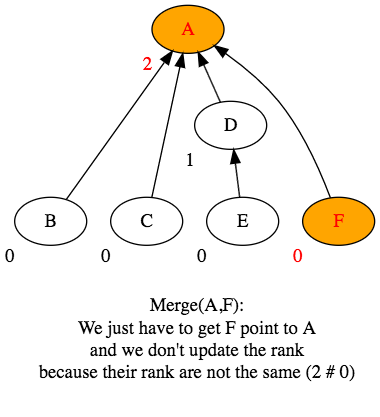 A
2
D
1
B
C
E
F
0
0
0
0
Merge(A,F):
We just have to get F point to A
and we don't update the rank
because their rank are not the same (2 # 0)